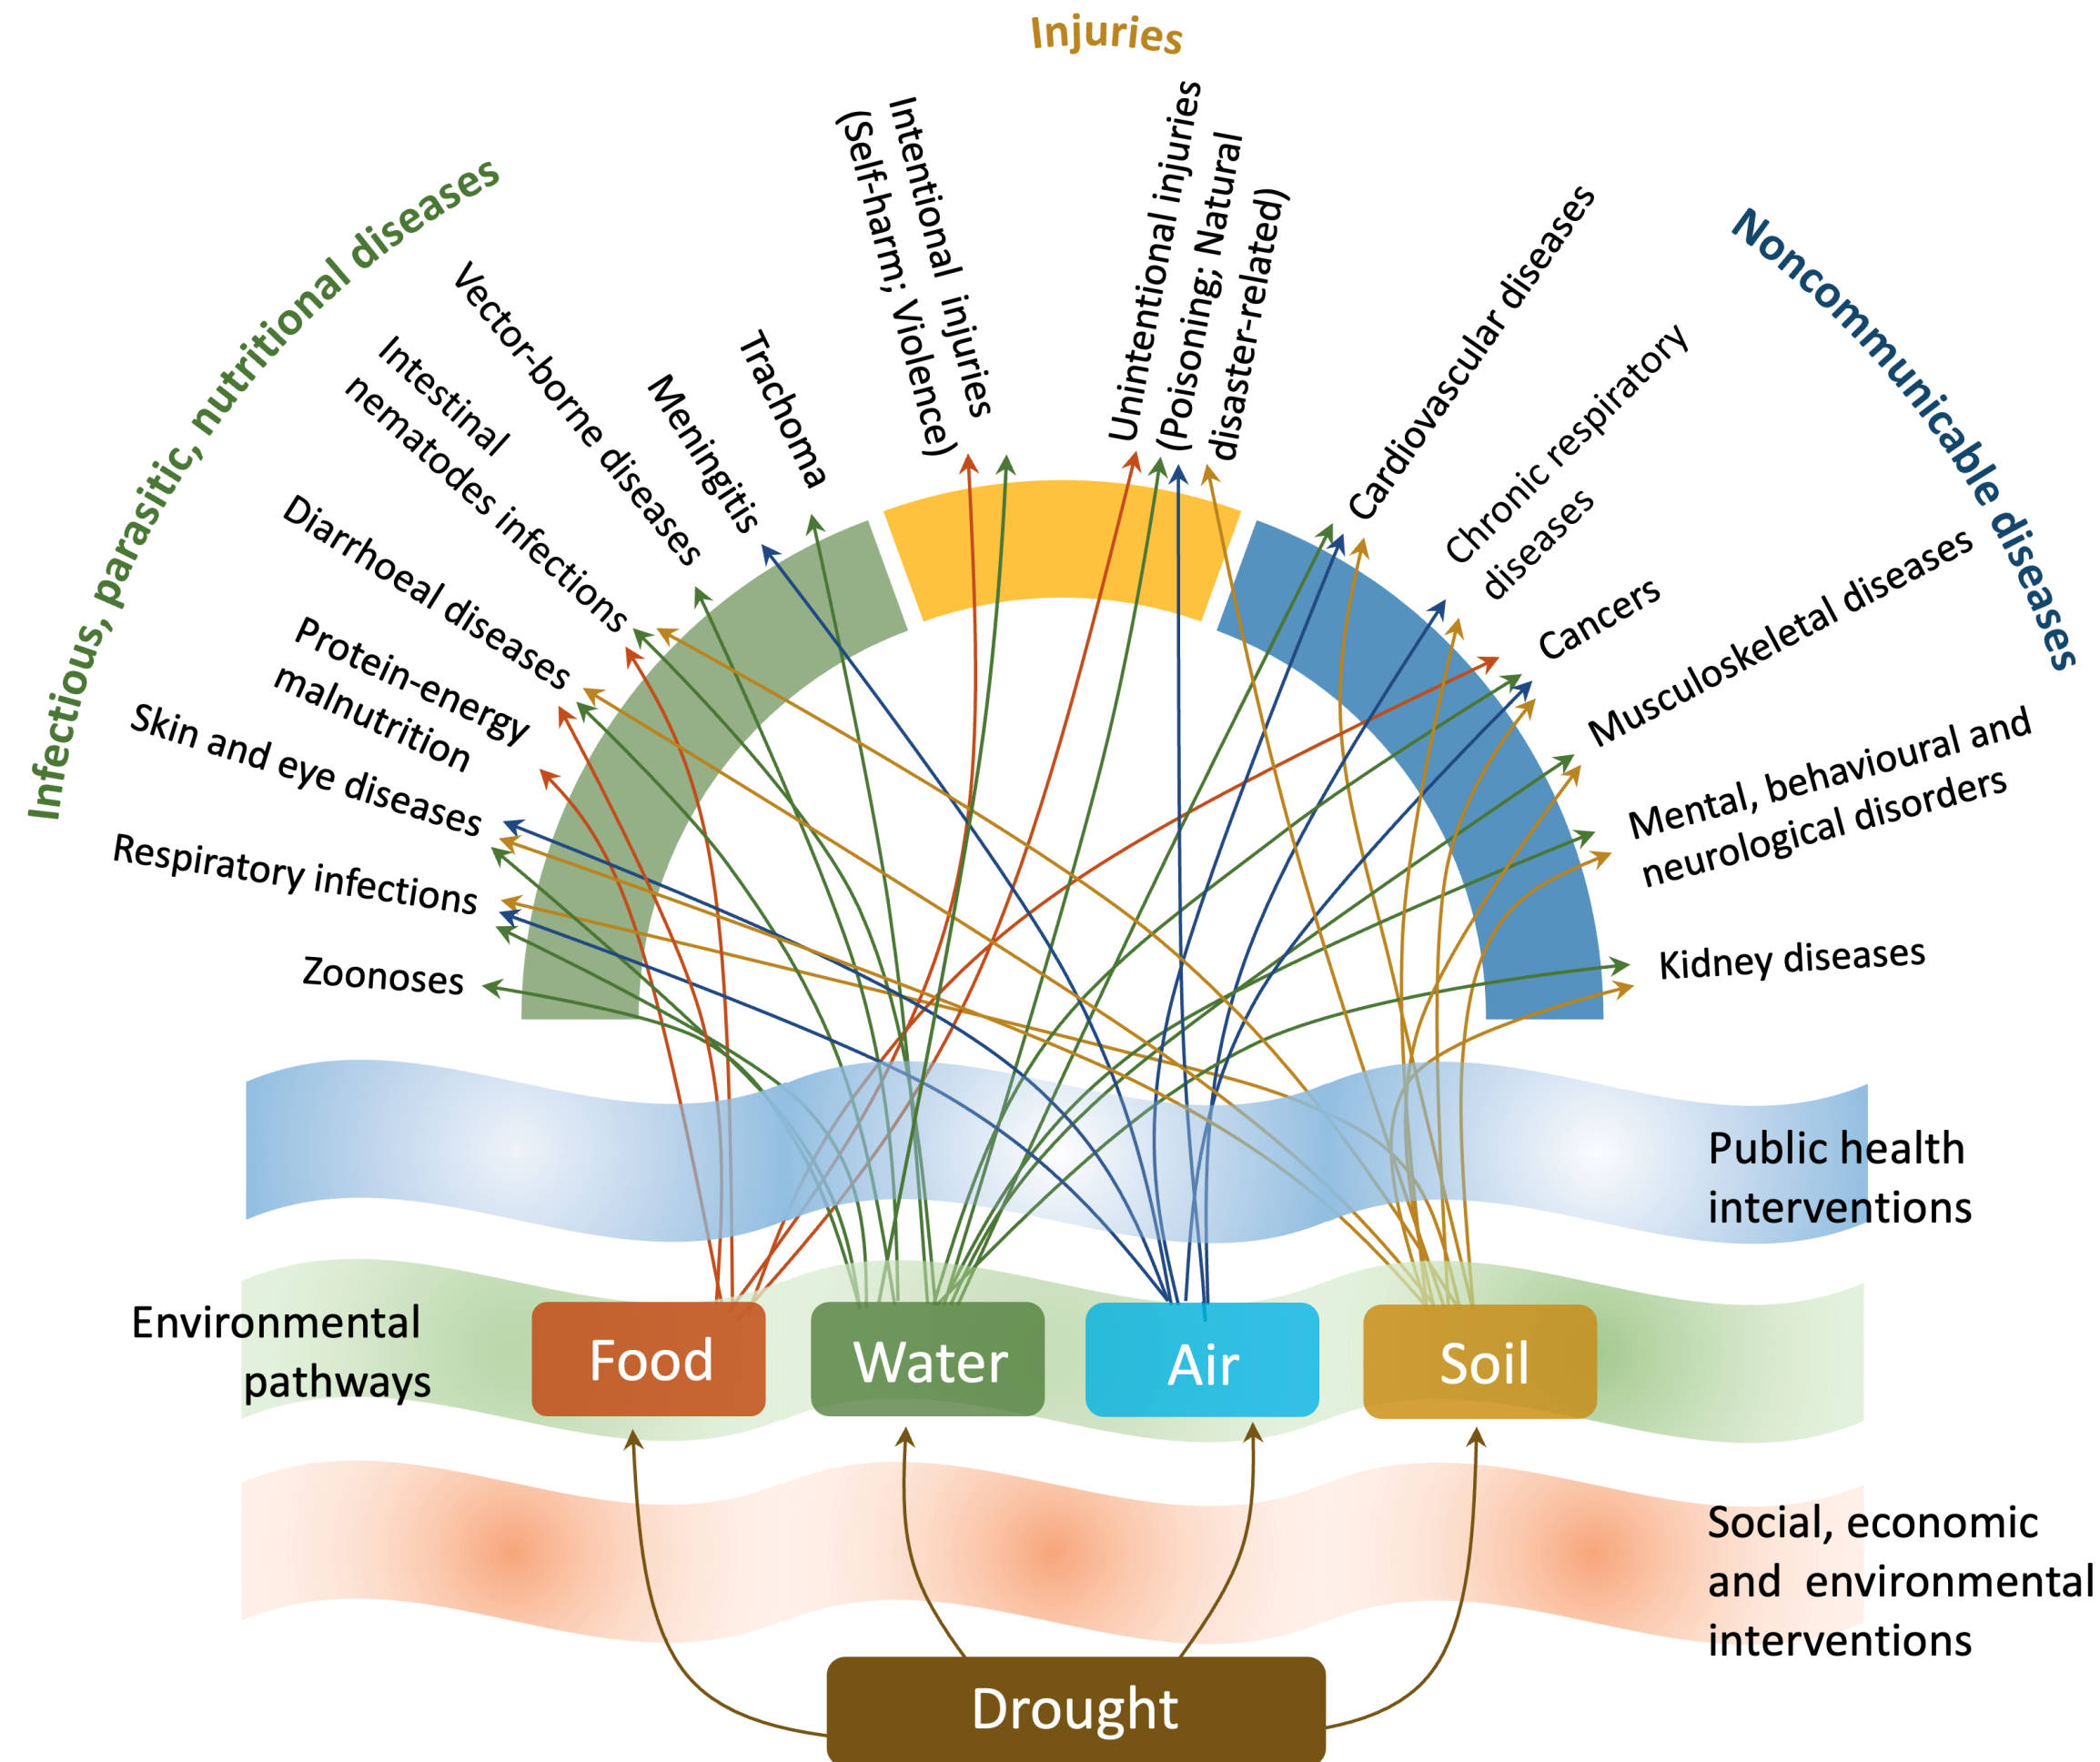 Injuries
Infectious, parasitic, nutritional diseases
Noncommunicable diseases
Zoonoses
Respiratory infections
Skin and eye diseases
Protein-energy
malnutrition
Diarrhoeal diseases
Intestinal
nematodes infections
Vector-borne diseases
Meningitis
Trachoma
Intentional injuries
(Self-harm; Violence)
Unintentional injuries
(Poisoning; Natural
disaster-related)
Cardiovascular diseases
Chronic respiratory
diseases
Cancers
Musculoskeletal diseases
Mental, behavioural and
neurological disorders
Kidney diseases
Public health
interventions
Environmental
pathways
Food
Water
Air
Soil
Social, economic
and environmental
interventions
Drought